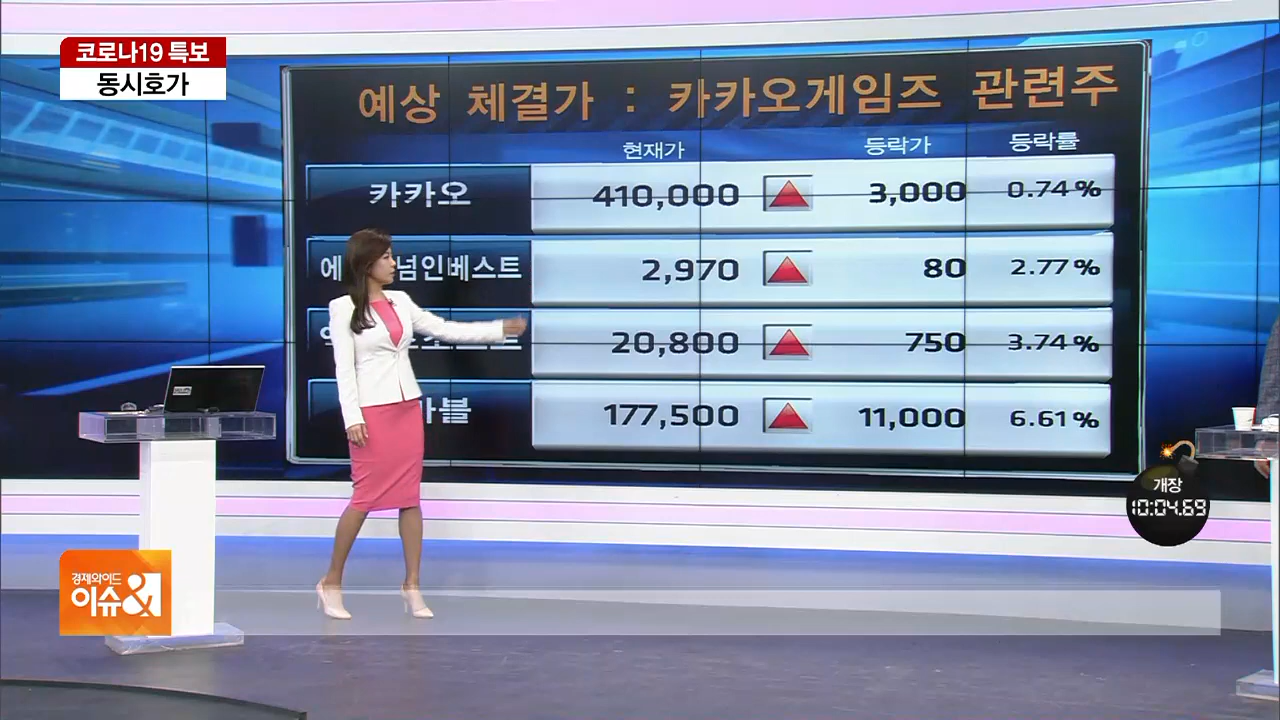 코로나19 특보
동시호가
예상 체결가 : 카카오게임즈 관련주
현재가 등락가 등락률
카카오 410,000 3,000 0.74%
2,970 80 2.77%
20,800 750 3.74%
177,500 11,000 6.61%
개장
10:04.69
경제와이드
이슈&